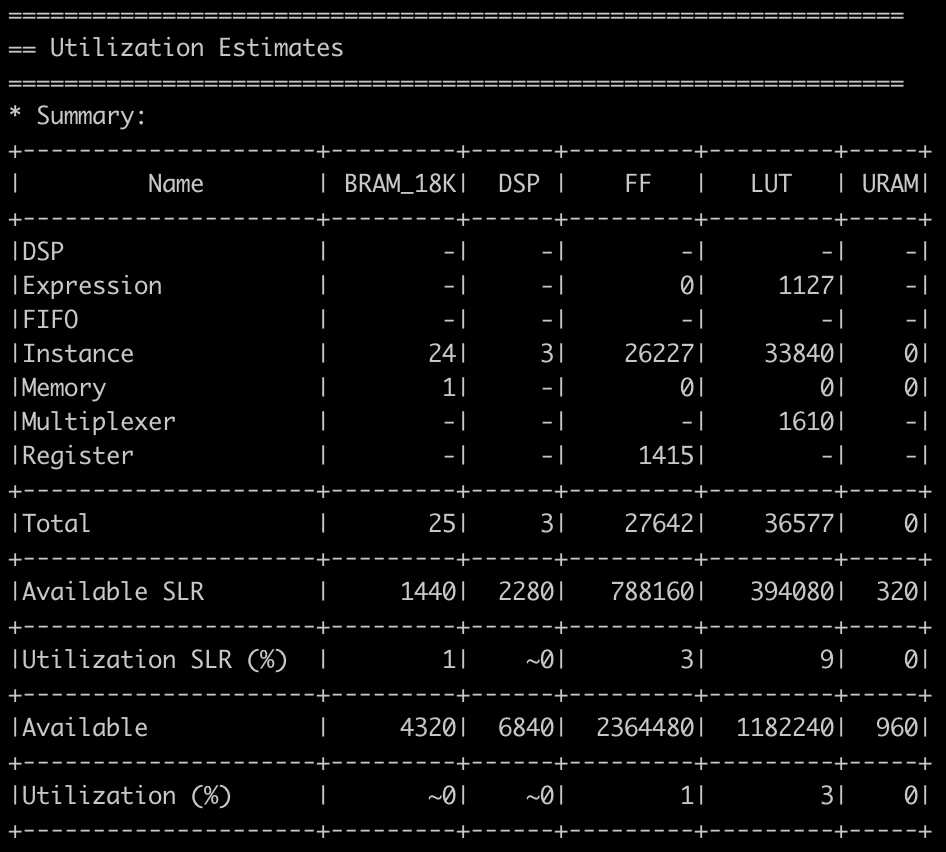 ================================================================
== Utilization Estimates
================================================================
* Summary:
+---------------------+---------+------+---------+---------+-----+
|         Name        | BRAM_18K|  DSP |    FF   |   LUT   | URAM|
+---------------------+---------+------+---------+---------+-----+
|DSP                  |        -|     -|        -|        -|    -|
|Expression           |        -|     -|        0|     1127|    -|
|FIFO                 |        -|     -|        -|        -|    -|
|Instance             |       24|     3|    26227|    33840|    0|
|Memory               |        1|     -|        0|        0|    0|
|Multiplexer          |        -|     -|        -|     1610|    -|
|Register             |        -|     -|     1415|        -|    -|
+---------------------+---------+------+---------+---------+-----+
|Total                |       25|     3|    27642|    36577|    0|
+---------------------+---------+------+---------+---------+-----+
|Available SLR        |     1440|  2280|   788160|   394080|  320|
+---------------------+---------+------+---------+---------+-----+
|Utilization SLR (%)  |        1|    ~0|        3|        9|    0|
+---------------------+---------+------+---------+---------+-----+
|Available            |     4320|  6840|  2364480|  1182240|  960|
+---------------------+---------+------+---------+---------+-----+
|Utilization (%)      |       ~0|    ~0|        1|        3|    0|
+---------------------+---------+------+---------+---------+-----+